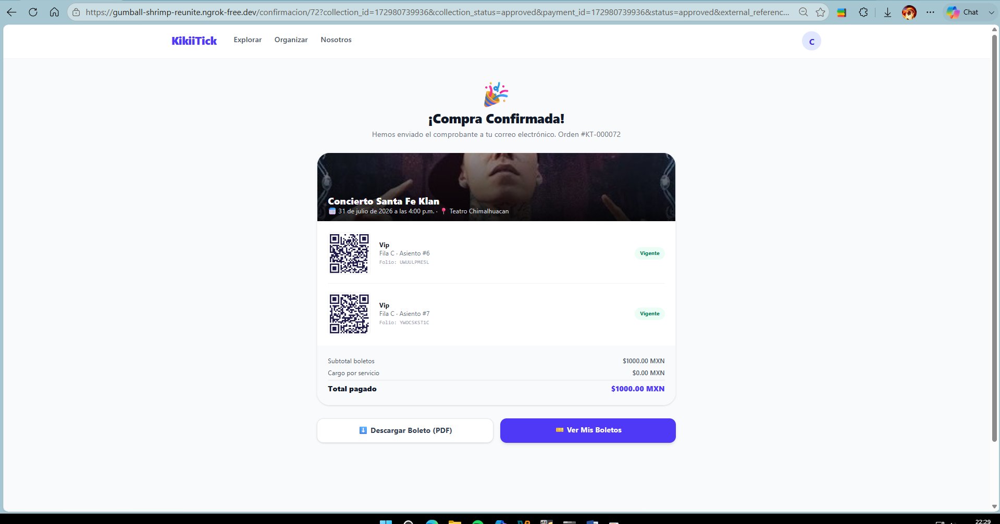 https://gumball-shrimp-reunite.ngrok-free.dev/confirmacion/72?collection_id=172980739936&collection_status=approved&payment_id=172980739936&status=approved&external_referenc...
Chat
KikiiTick
Explorar
Organizar
Nosotros
C
¡Compra Confirmada!
Hemos enviado el comprobante a tu correo electrónico. Orden #KT-000072
Concierto Santa Fe Klan
31 de julio de 2026 a las 4:00 p.m. · Teatro Chimalhuacan
Vip
Fila C · Asiento #6
Folio: UWUULPME5L
Vigente
Vip
Fila C · Asiento #7
Folio: YWOCSKST1C
Vigente
Subtotal boletos $1000.00 MXN
Cargo por servicio $0.00 MXN
Total pagado $1000.00 MXN
Descargar Boleto (PDF)
Ver Mis Boletos
22:29